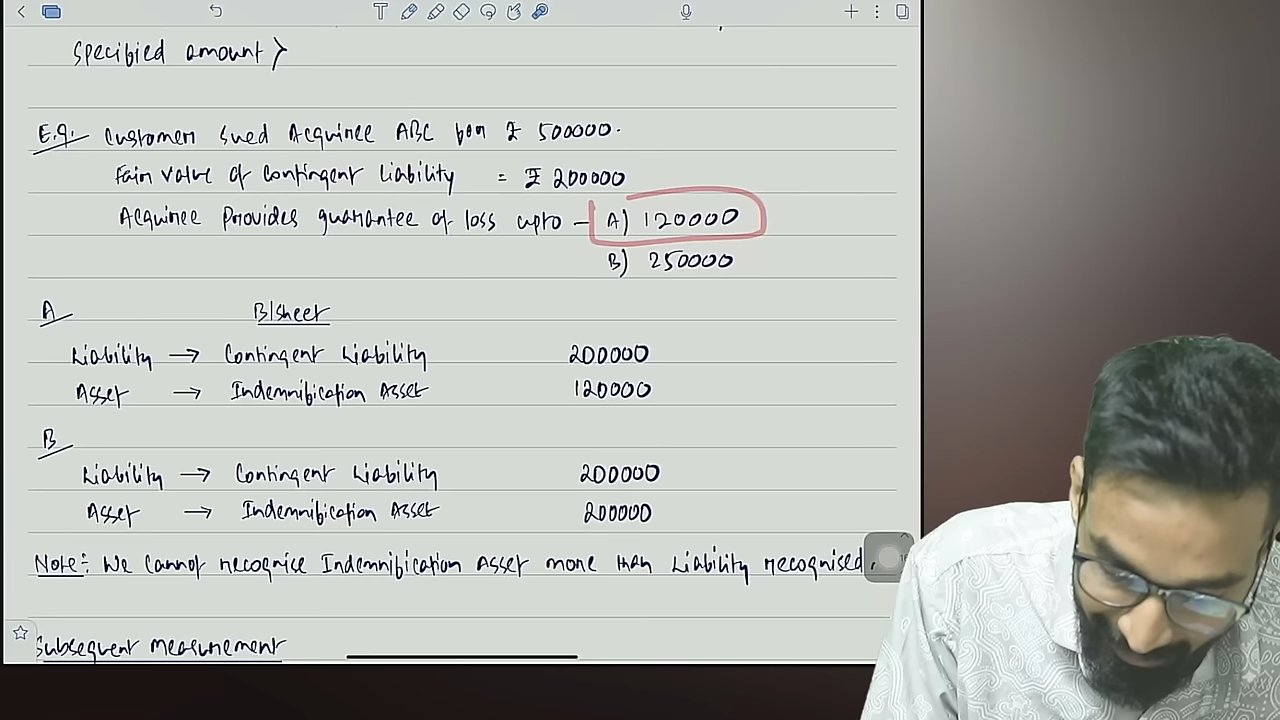 specified amount >
E.g. Customers sued Acquiree ABC for ₹ 500000.
Fair value of contingent liability = ₹ 200000
Acquiree Provides guarantee of loss upto - A) 120000
B) 250000
A B/sheet
Liability → Contingent Liability 200000
Asset → Indemnification Asset 120000
B
Liability → Contingent Liability 200000
Asset → Indemnification Asset 200000
Note: We cannot recognise Indemnification Asset more than Liability recognised.
Subsequent measurement